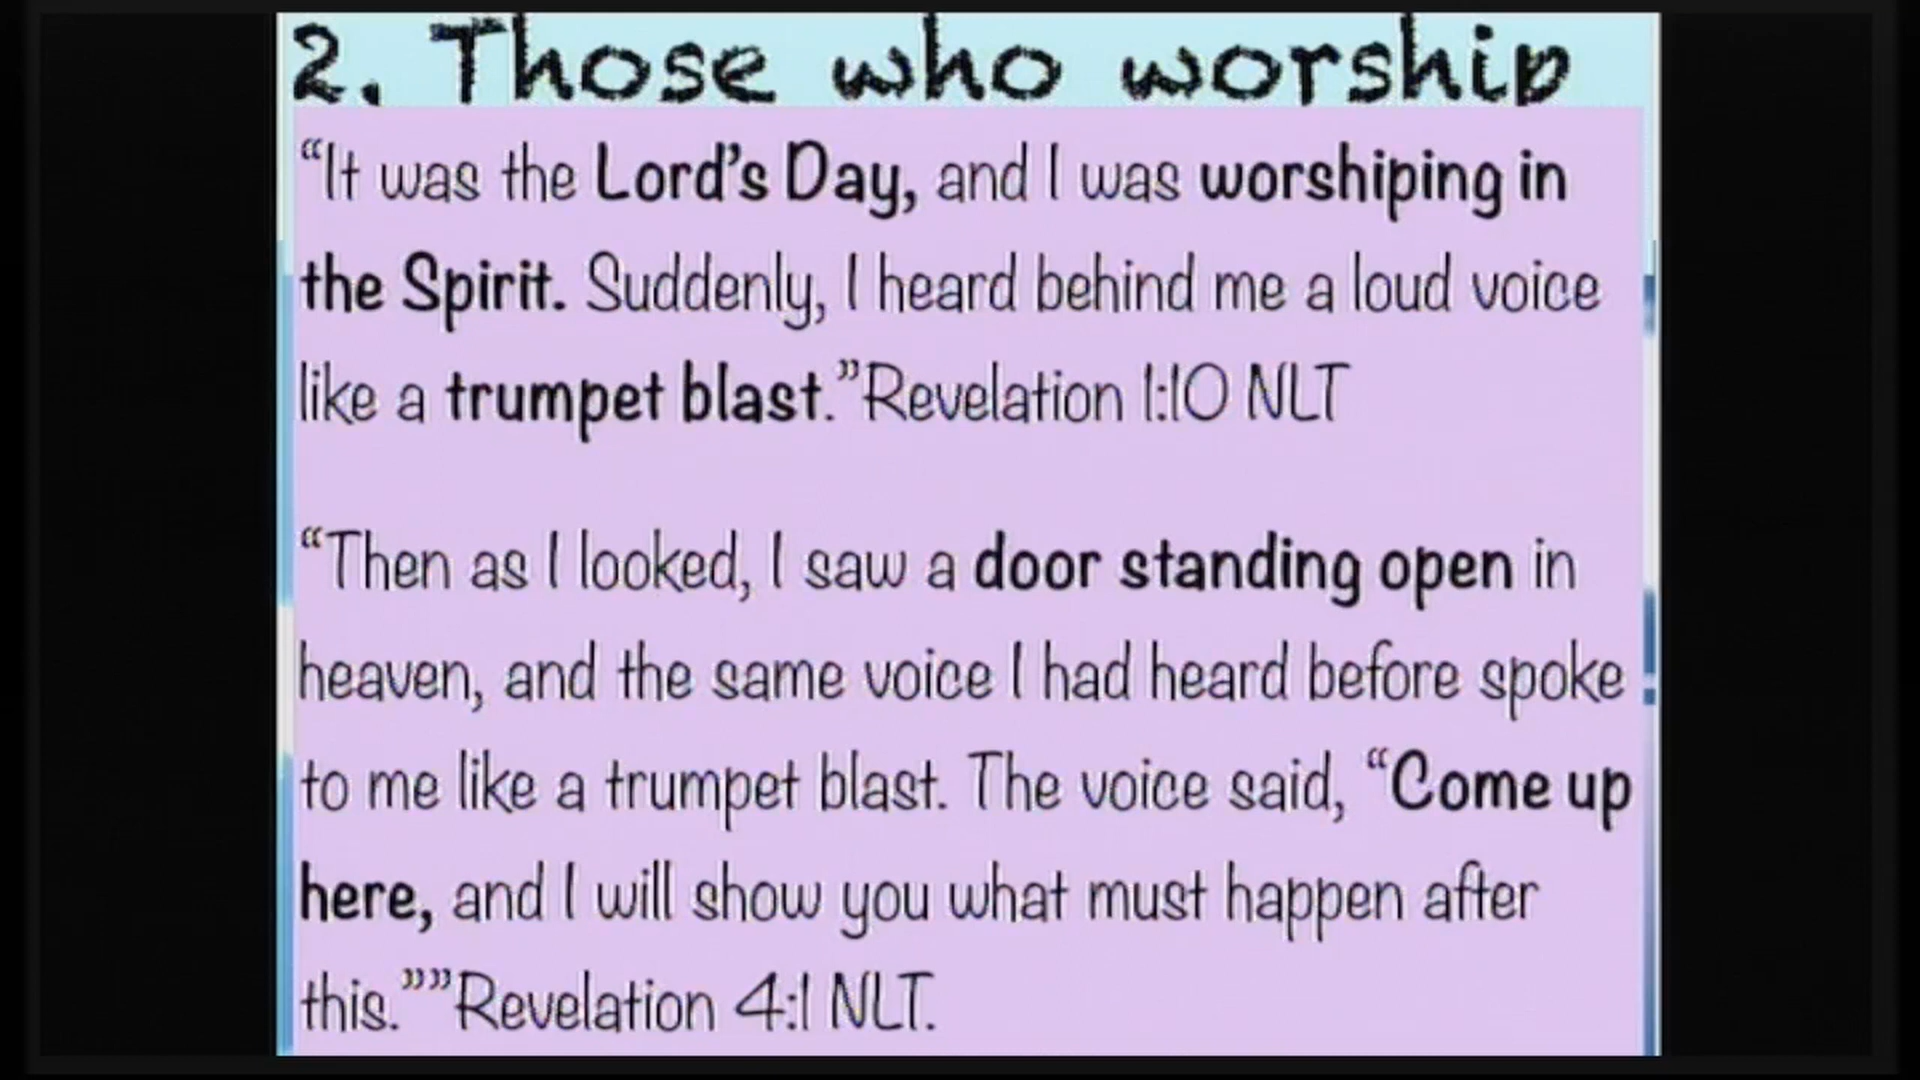 2. Those who worship
“It was the Lord’s Day, and I was worshiping in
the Spirit. Suddenly, I heard behind me a loud voice
like a trumpet blast.”Revelation 1:10 NLT
“Then as I looked, I saw a door standing open in
heaven, and the same voice I had heard before spoke
to me like a trumpet blast. The voice said, “Come up
here, and I will show you what must happen after
this.””Revelation 4:1 NLT.